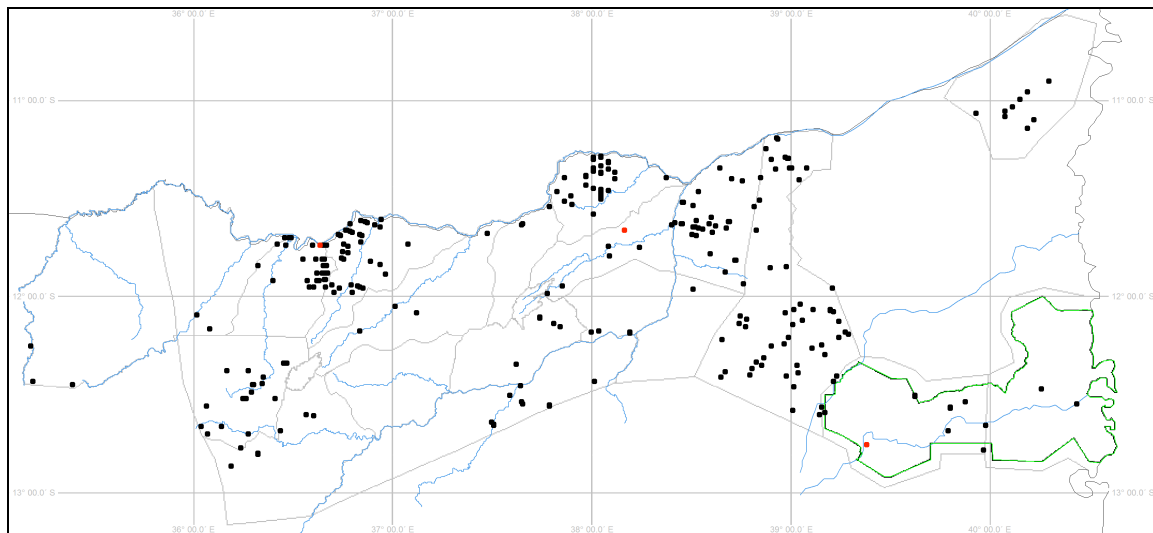 36° 00.0´ E 37° 00.0´ E 38° 00.0´ E 39° 00.0´ E 40° 00.0´ E
11° 00.0´ S 11° 00.0´ S
12° 00.0´ S 12° 00.0´ S
13° 00.0´ S 13° 00.0´ S
36° 00.0´ E 37° 00.0´ E 38° 00.0´ E 39° 00.0´ E 40° 00.0´ E